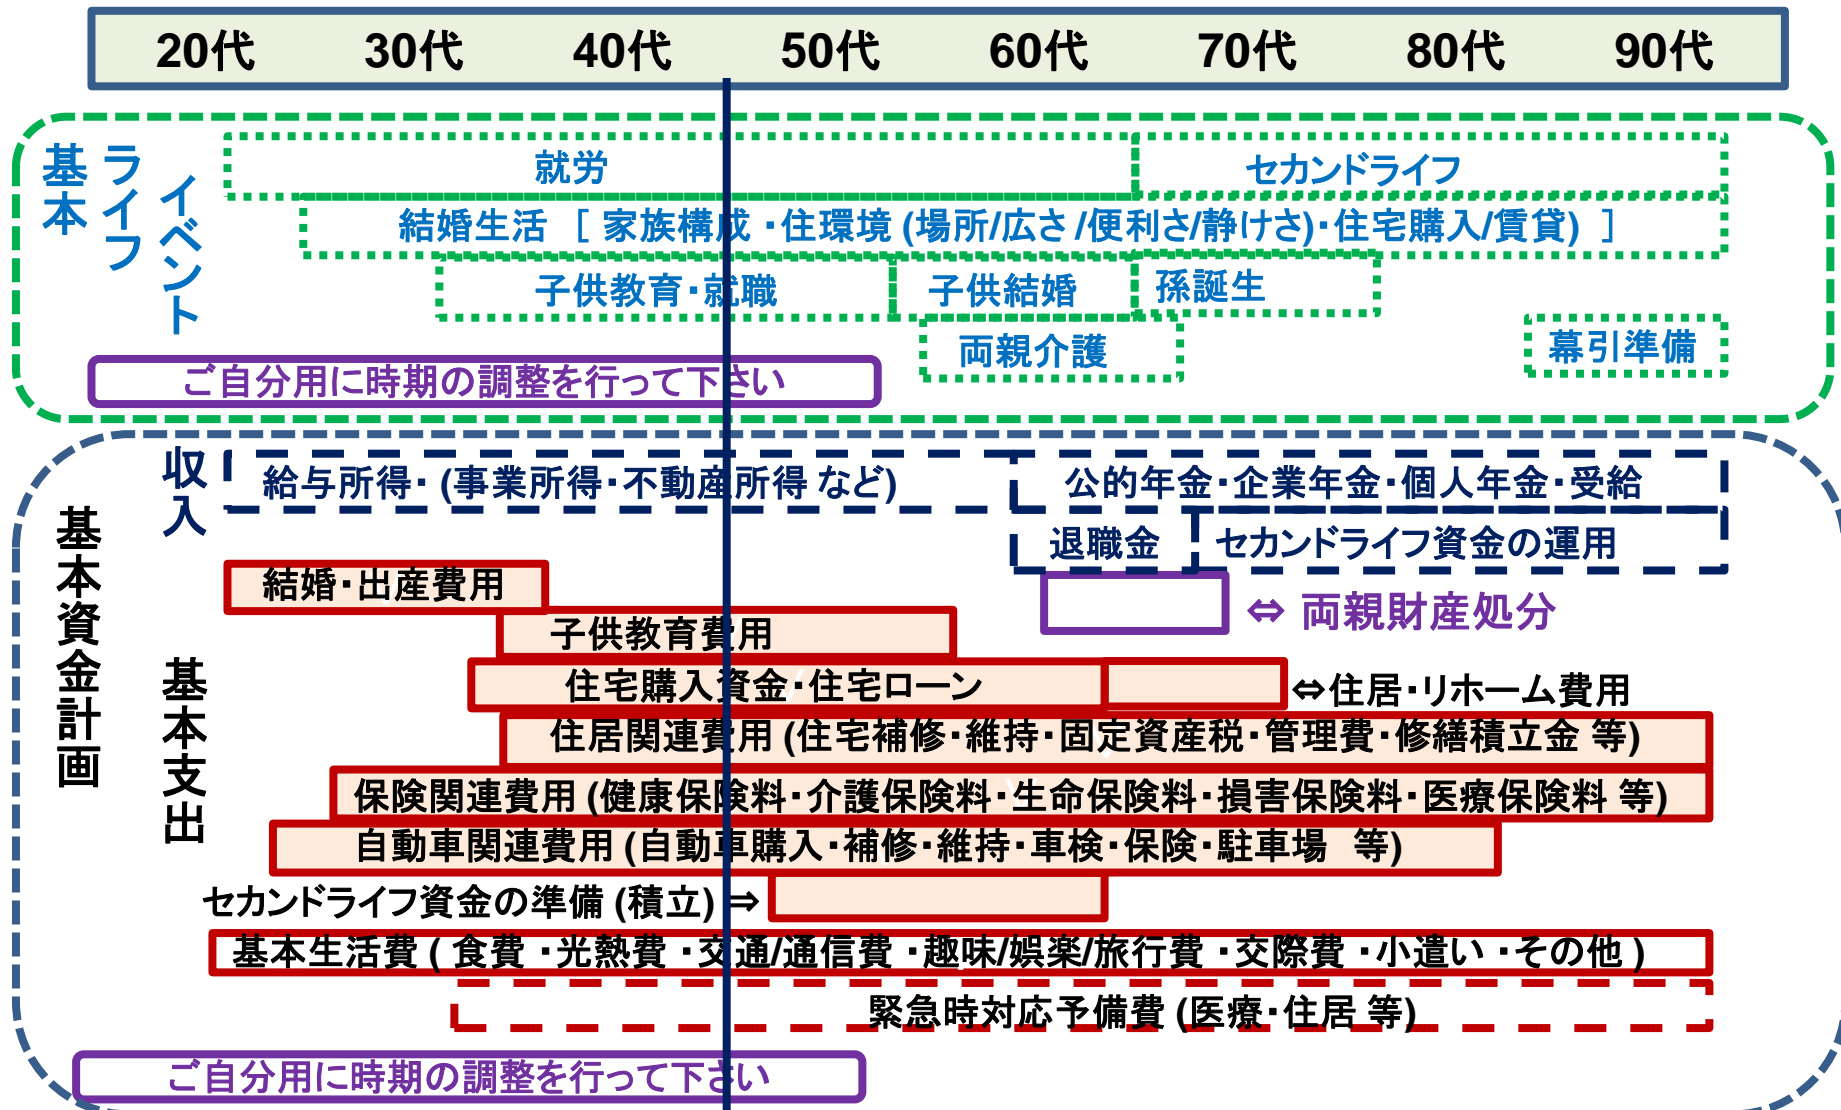 20代 30代 40代 50代 60代 70代 80代 90代
基本
ライフ
イベント
就労
セカンドライフ
結婚生活 [ 家族構成 ・住環境 (場所/広さ /便利さ/静けさ)・住宅購入/賃貸) ]
子供教育・就職
子供結婚
孫誕生
両親介護
幕引準備
ご自分用に時期の調整を行って下さい
基本資金計画
収入
給与所得・ (事業所得・不動産所得 など)
公的年金・企業年金・個人年金・受給
退職金
セカンドライフ資金の運用
基本支出
結婚・出産費用
⇔ 両親財産処分
子供教育費用
住宅購入資金・住宅ローン
⇔住居・リホーム費用
住居関連費用 (住宅補修・維持・固定資産税・管理費・修繕積立金 等)
保険関連費用 (健康保険料・介護保険料・生命保険料・損害保険料・医療保険料 等)
自動車関連費用 (自動車購入・補修・維持・車検・保険・駐車場 等)
セカンドライフ資金の準備 (積立) ⇒
基本生活費 ( 食費 ・光熱費 ・交通/通信費 ・趣味/娯楽/旅行費 ・交際費 ・小遣い ・その他 )
緊急時対応予備費 (医療・住居 等)
ご自分用に時期の調整を行って下さい